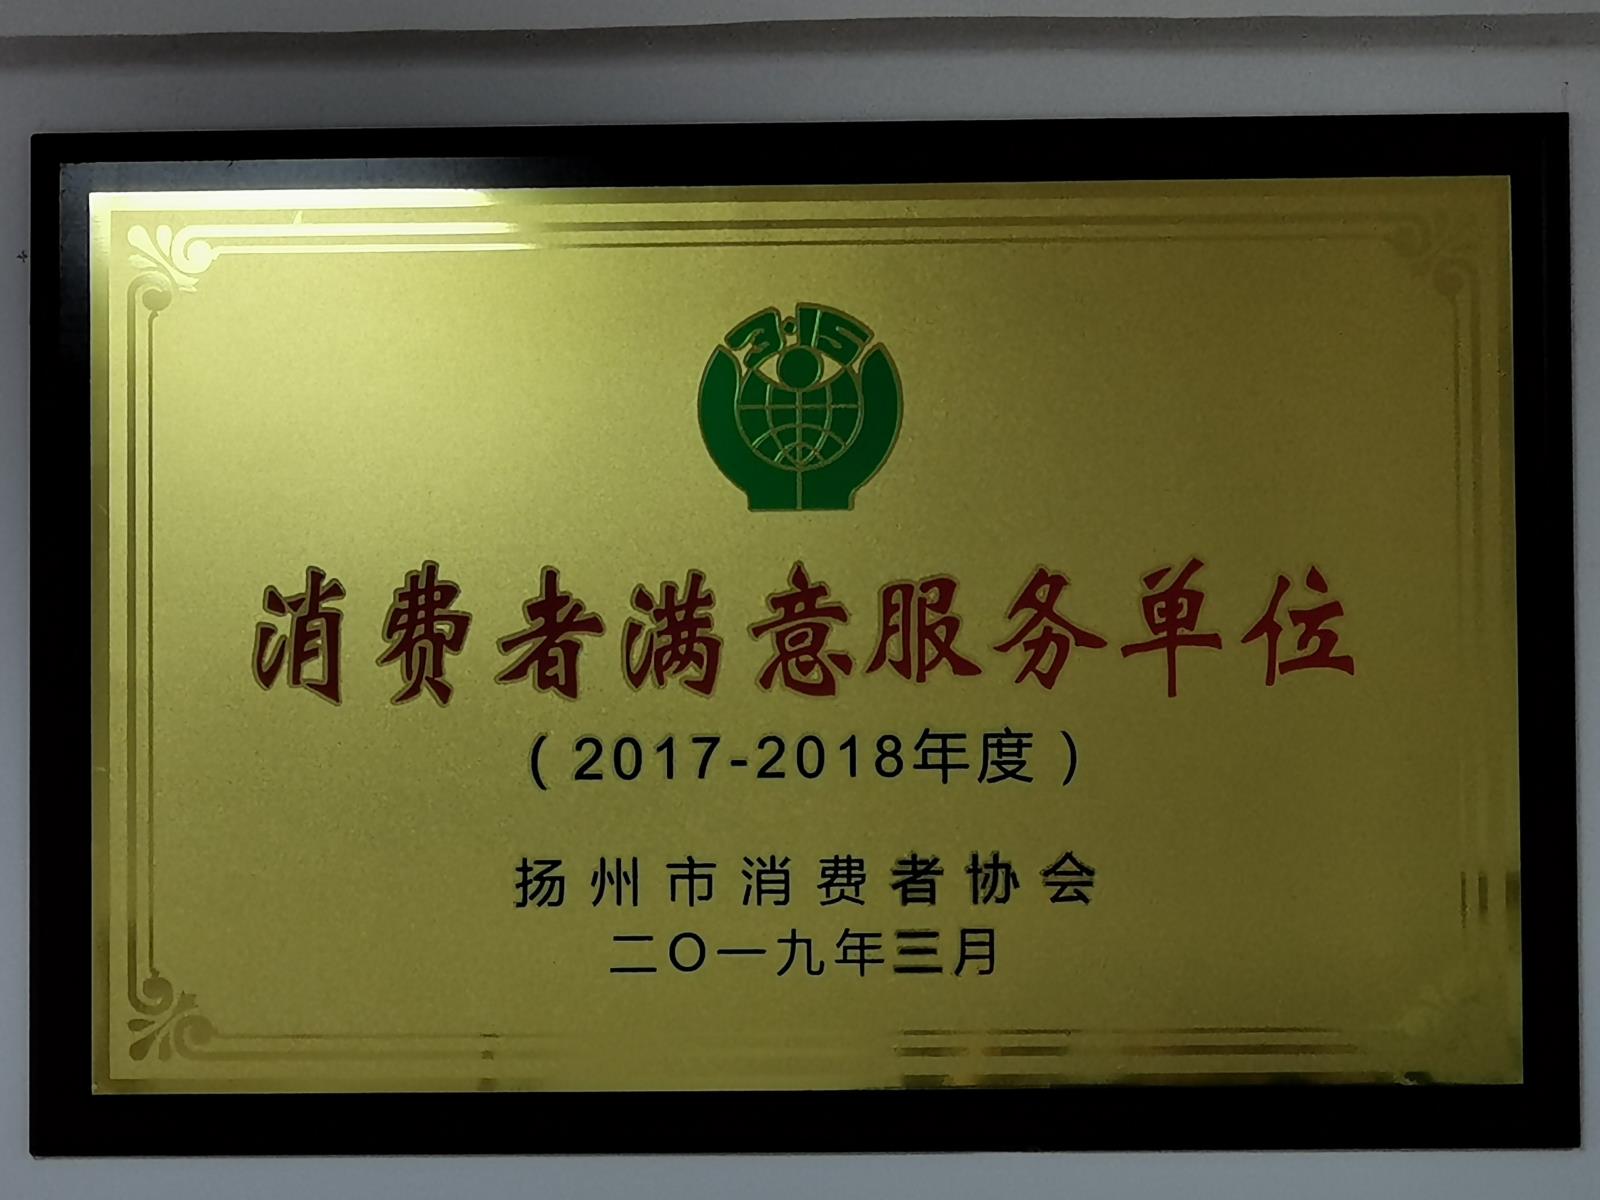 3·15
消费者满意服务单位
（2017-2018年度）
扬州市消费者协会
二〇一九年三月